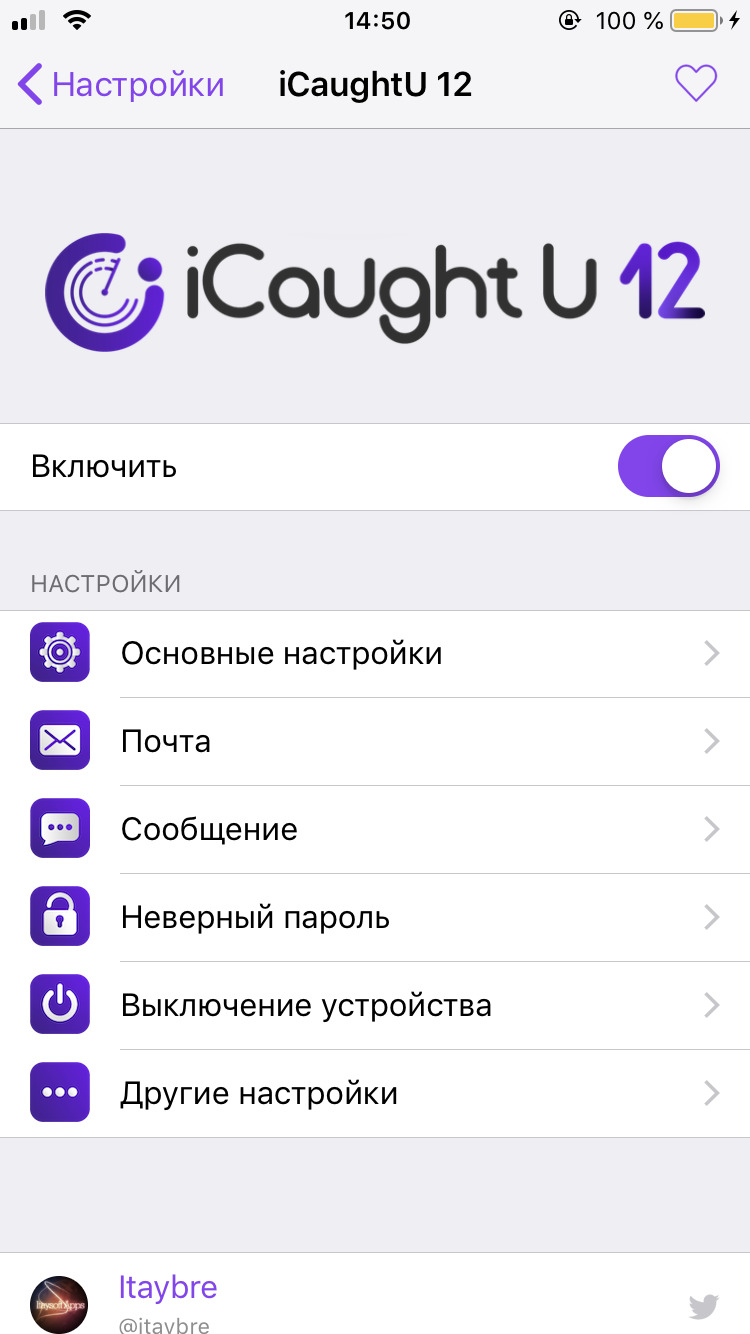 14:50 100 %
Настройки iCaughtU 12
iCaught U 12
Включить
НАСТРОЙКИ
Основные настройки
Почта
Сообщение
Неверный пароль
Выключение устройства
Другие настройки
Itaybre
@itaybre